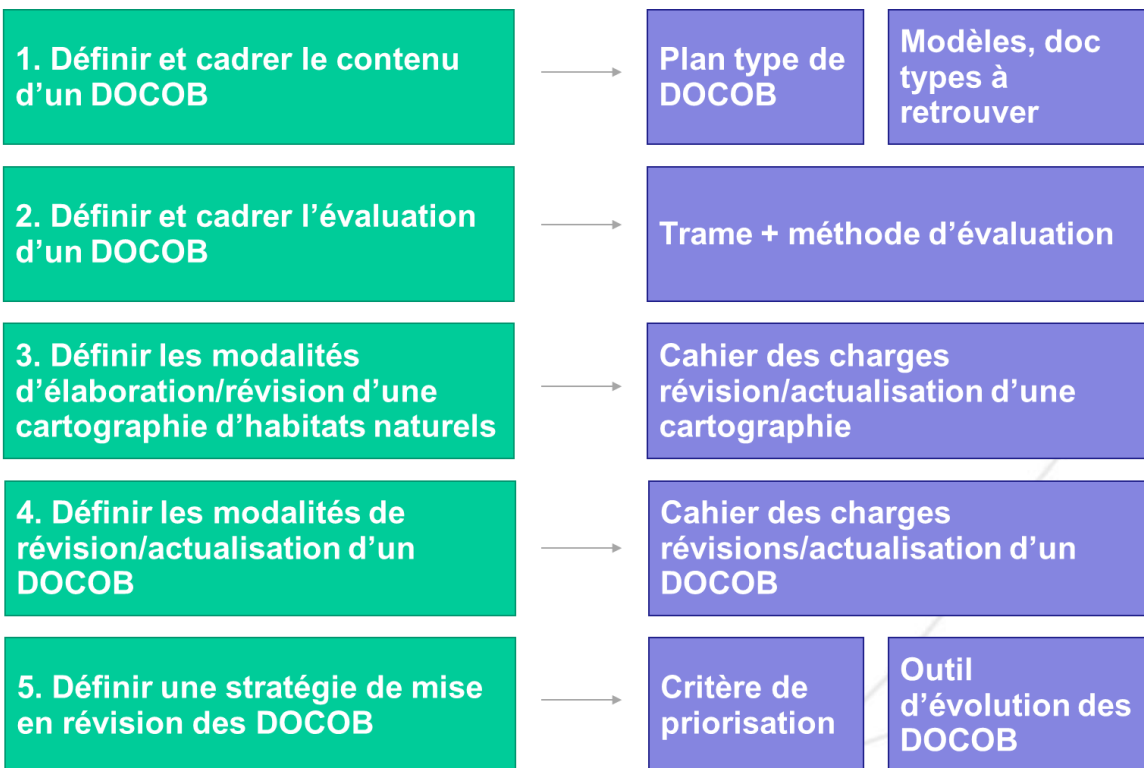 1. Définir et cadrer le contenu
d’un DOCOB
Plan type de
DOCOB
Modèles, doc
types à
retrouver
2. Définir et cadrer l’évaluation
d’un DOCOB
Trame + méthode d’évaluation
3. Définir les modalités
d’élaboration/révision d’une
cartographie d’habitats naturels
Cahier des charges
révision/actualisation d’une
cartographie
4. Définir les modalités de
révision/actualisation d’un
DOCOB
Cahier des charges
révisions/actualisation d’un
DOCOB
5. Définir une stratégie de mise
en révision des DOCOB
Critère de
priorisation
Outil
d’évolution des
DOCOB